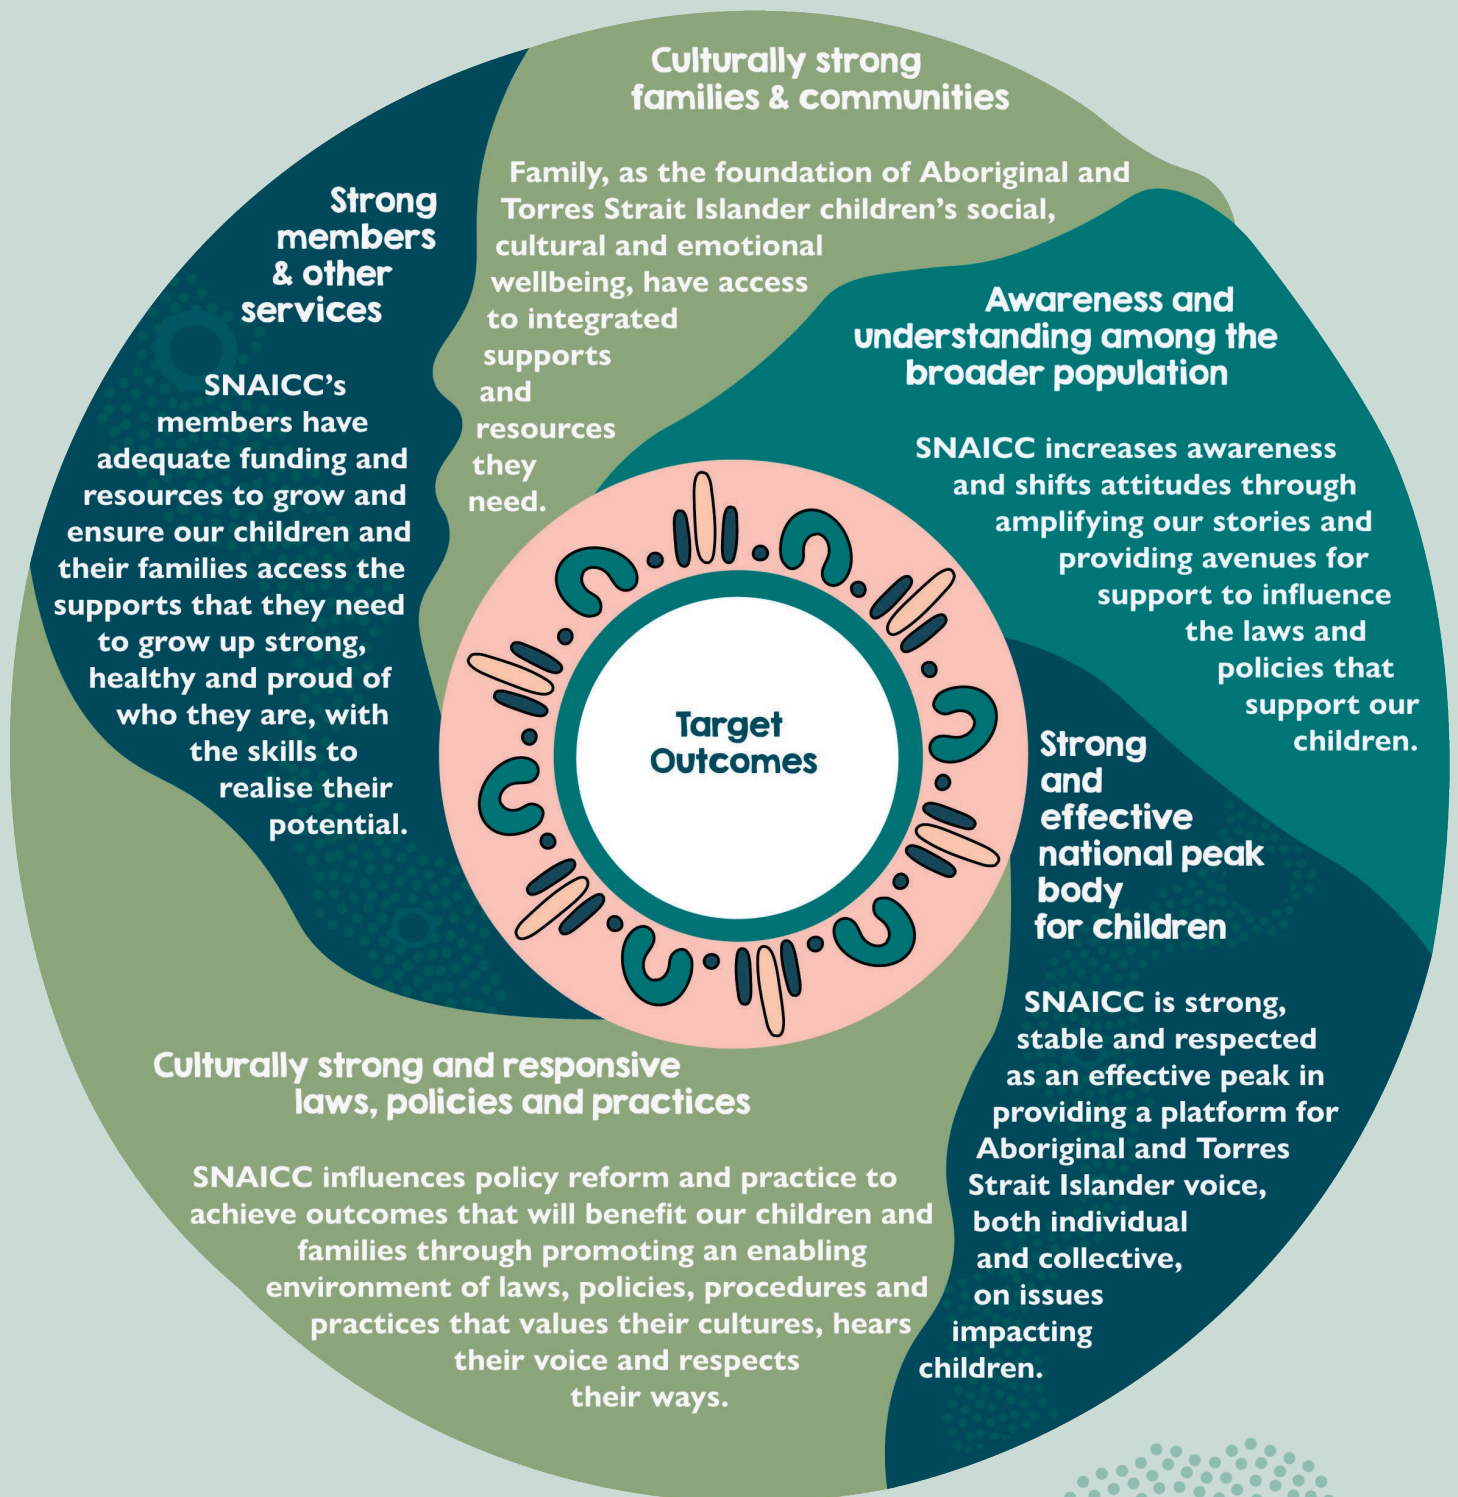 Culturally strong
families & communities
Family, as the foundation of Aboriginal and
Torres Strait Islander children's social,
cultural and emotional
wellbeing, have access
to integrated
supports
and
resources
they
need.
Awareness and
understanding among the
broader population
SNAICC increases awareness
and shifts attitudes through
amplifying our stories and
providing avenues for
support to influence
the laws and
policies that
support our
children.
Strong
and
effective
national peak
body
for children
SNAICC is strong,
stable and respected
as an effective peak in
providing a platform for
Aboriginal and Torres
Strait Islander voice,
both individual
and collective,
on issues
impacting
children.
Culturally strong and responsive
laws, policies and practices
SNAICC influences policy reform and practice to
achieve outcomes that will benefit our children and
families through promoting an enabling
environment of laws, policies, procedures and
practices that values their cultures, hears
their voice and respects
their ways.
Strong
members
& other
services
SNAICC's
members have
adequate funding and
resources to grow and
ensure our children and
their families access the
supports that they need
to grow up strong,
healthy and proud of
who they are, with
the skills to
realise their
potential.
Target
Outcomes